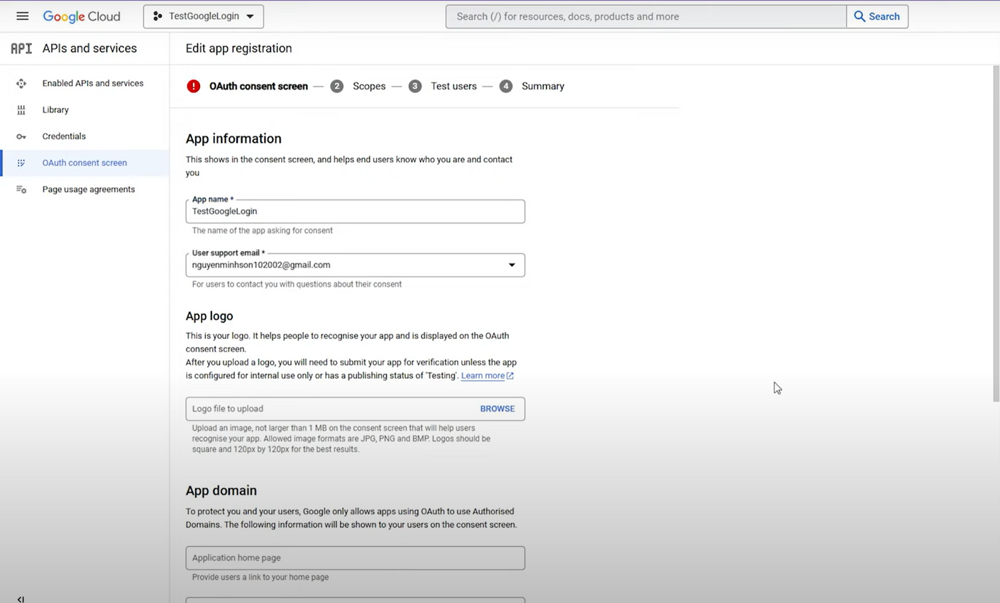 Google Cloud
TestGoogleLogin
Search (/) for resources, docs, products and more
Search
API APIs and services
Edit app registration
Enabled APIs and services
Library
Credentials
OAuth consent screen
Page usage agreements
! OAuth consent screen — 2 Scopes — 3 Test users — 4 Summary
App information
This shows in the consent screen, and helps end users know who you are and contact
you
App name *
TestGoogleLogin
The name of the app asking for consent
User support email *
nguyenminhson102002@gmail.com
For users to contact you with questions about their consent
App logo
This is your logo. It helps people to recognise your app and is displayed on the OAuth
consent screen.
After you upload a logo, you will need to submit your app for verification unless the app
is configured for internal use only or has a publishing status of 'Testing'. Learn more
Logo file to upload
BROWSE
Upload an image, not larger than 1 MB on the consent screen that will help users
recognise your app. Allowed image formats are JPG, PNG and BMP. Logos should be
square and 120px by 120px for the best results.
App domain
To protect you and your users, Google only allows apps using OAuth to use Authorised
Domains. The following information will be shown to your users on the consent screen.
Application home page
Provide users a link to your home page